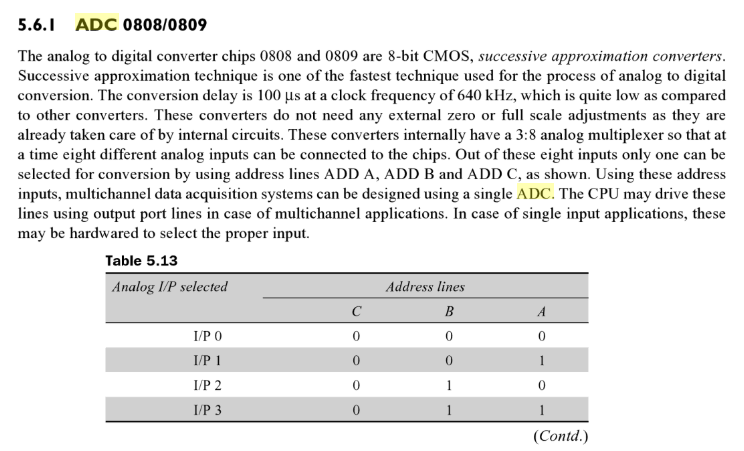 5.6.1 ADC 0808/0809
The analog to digital converter chips 0808 and 0809 are 8-bit CMOS, successive approximation converters.
Successive approximation technique is one of the fastest technique used for the process of analog to digital
conversion. The conversion delay is 100 μs at a clock frequency of 640 kHz, which is quite low as compared
to other converters. These converters do not need any external zero or full scale adjustments as they are
already taken care of by internal circuits. These converters internally have a 3:8 analog multiplexer so that at
a time eight different analog inputs can be connected to the chips. Out of these eight inputs only one can be
selected for conversion by using address lines ADD A, ADD B and ADD C, as shown. Using these address
inputs, multichannel data acquisition systems can be designed using a single ADC. The CPU may drive these
lines using output port lines in case of multichannel applications. In case of single input applications, these
may be hardwared to select the proper input.
Table 5.13
Analog I/P selected Address lines
C B A
I/P 0 0 0 0
I/P 1 0 0 1
I/P 2 0 1 0
I/P 3 0 1 1
(Contd.)